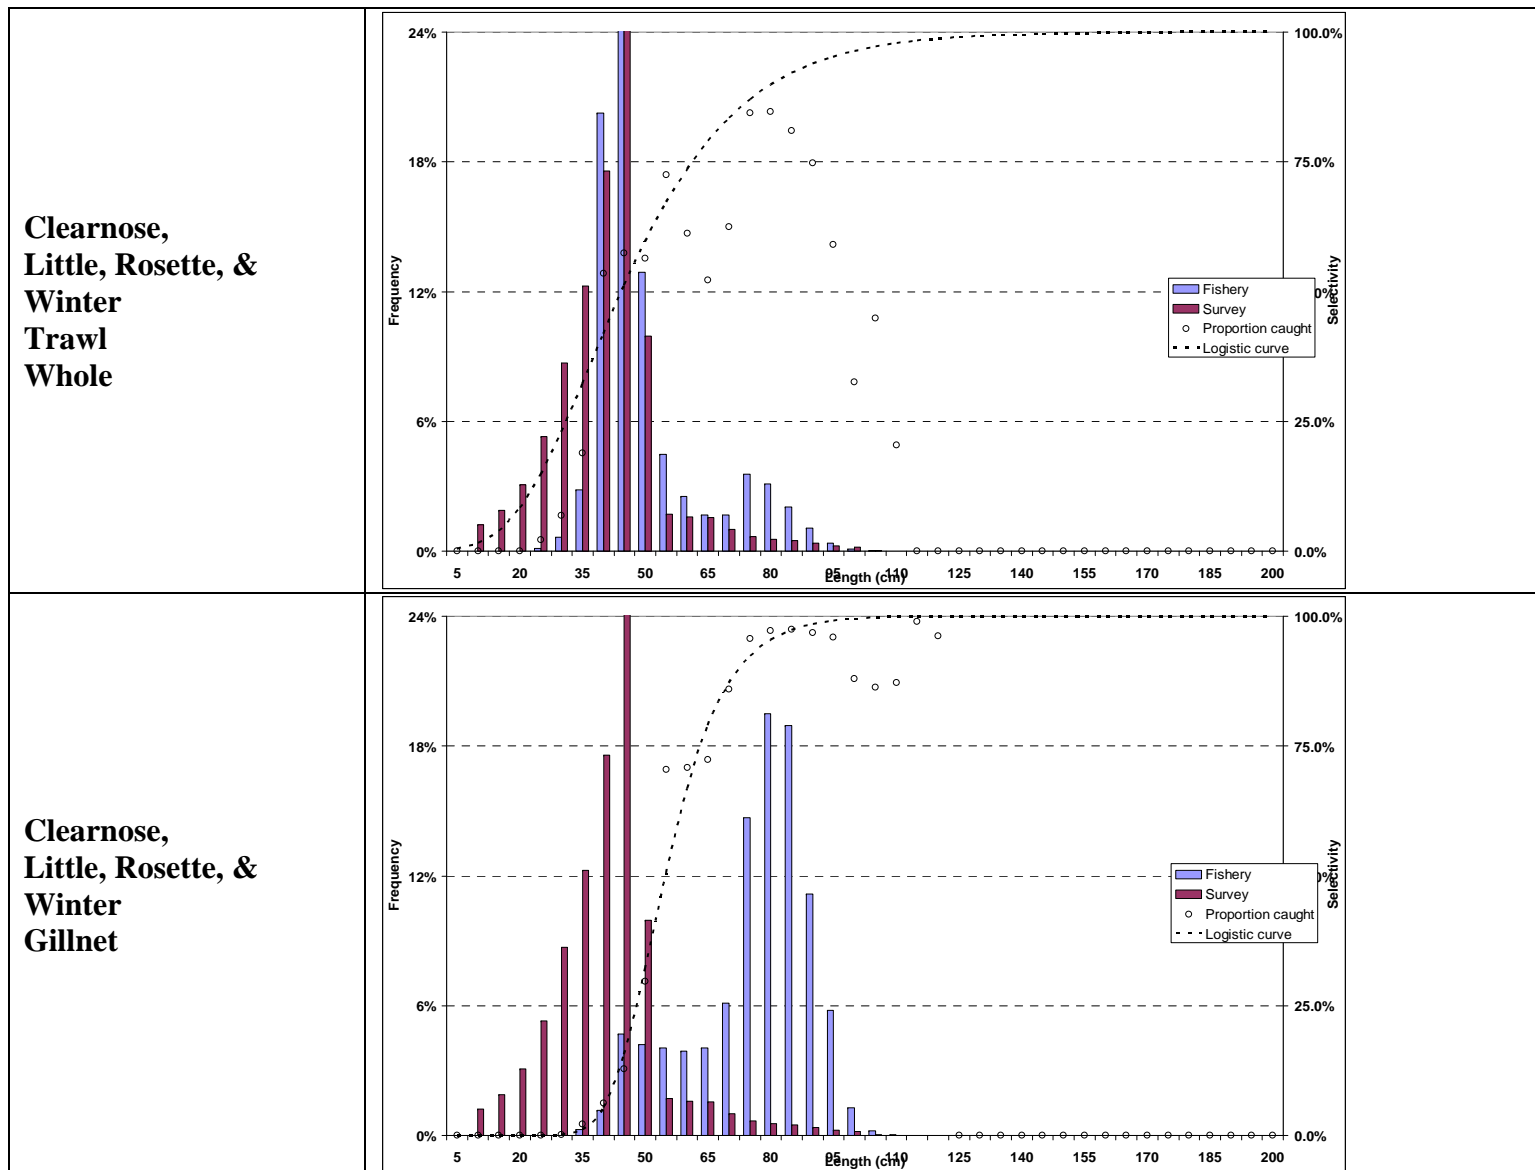 Clearnose,
Little, Rosette, &
Winter
Trawl
Whole
24%
18%
12%
6%
0%
Frequency
100.0%
75.0%
25.0%
0.0%
Selectivity
Fishery
Survey
Proportion caught
Logistic curve
5 20 35 50 65 80 95 110 125 140 155 170 185 200
Length (cm)
Clearnose,
Little, Rosette, &
Winter
Gillnet
24%
18%
12%
6%
0%
Frequency
100.0%
75.0%
25.0%
0.0%
Selectivity
Fishery
Survey
Proportion caught
Logistic curve
5 20 35 50 65 80 95 110 125 140 155 170 185 200
Length (cm)